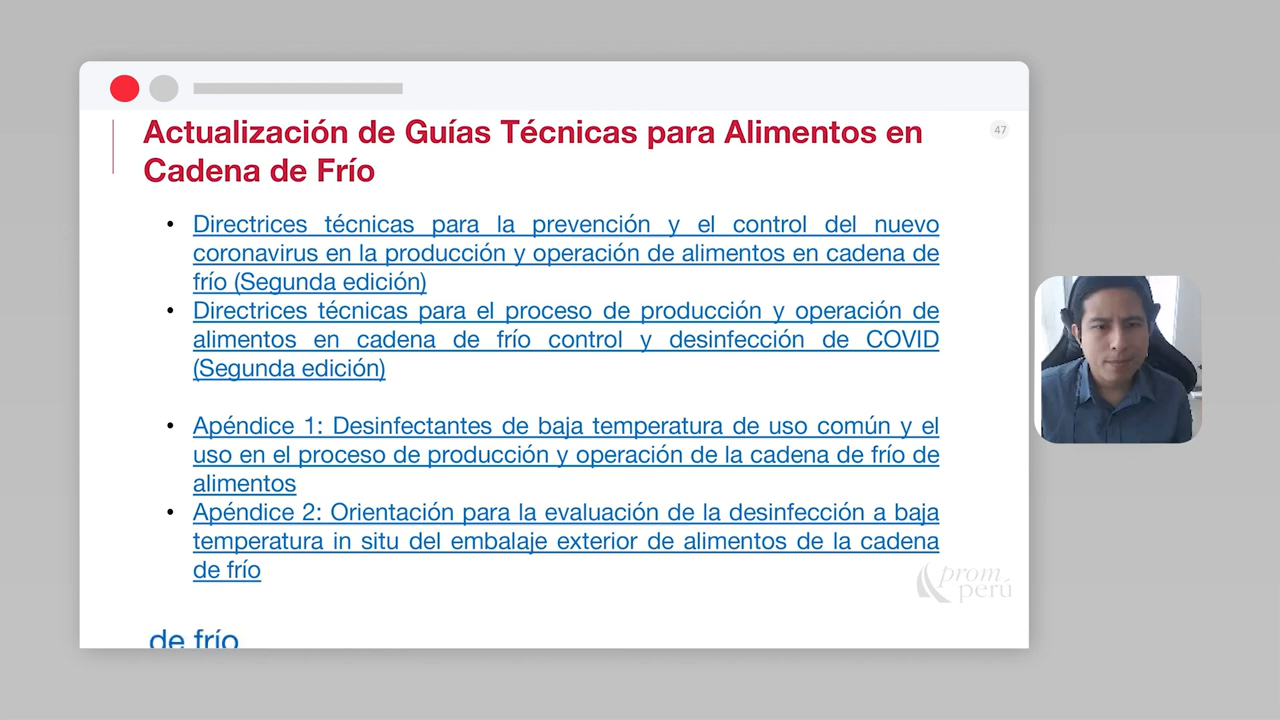 Actualización de Guías Técnicas para Alimentos en
Cadena de Frío
47
• Directrices técnicas para la prevención y el control del nuevo
coronavirus en la producción y operación de alimentos en cadena de
frío (Segunda edición)
• Directrices técnicas para el proceso de producción y operación de
alimentos en cadena de frío control y desinfección de COVID
(Segunda edición)
• Apéndice 1: Desinfectantes de baja temperatura de uso común y el
uso en el proceso de producción y operación de la cadena de frío de
alimentos
• Apéndice 2: Orientación para la evaluación de la desinfección a baja
temperatura in situ del embalaje exterior de alimentos de la cadena
de frío
prom
perú
de frío